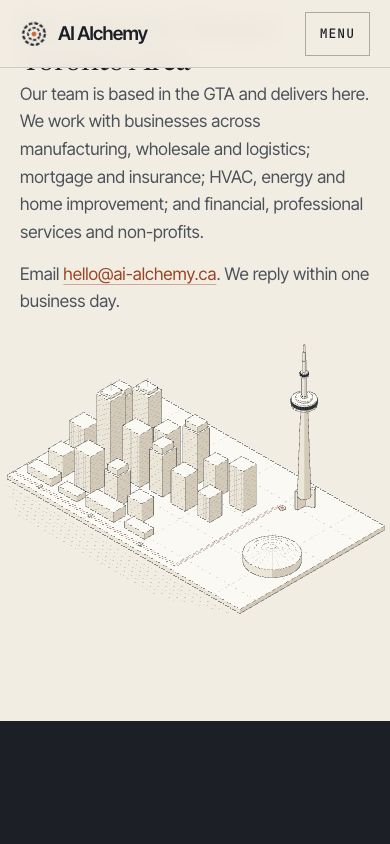 AI Alchemy
MENU
Toronto Area
Our team is based in the GTA and delivers here.
We work with businesses across
manufacturing, wholesale and logistics;
mortgage and insurance; HVAC, energy and
home improvement; and financial, professional
services and non-profits.
Email hello@ai-alchemy.ca. We reply within one
business day.